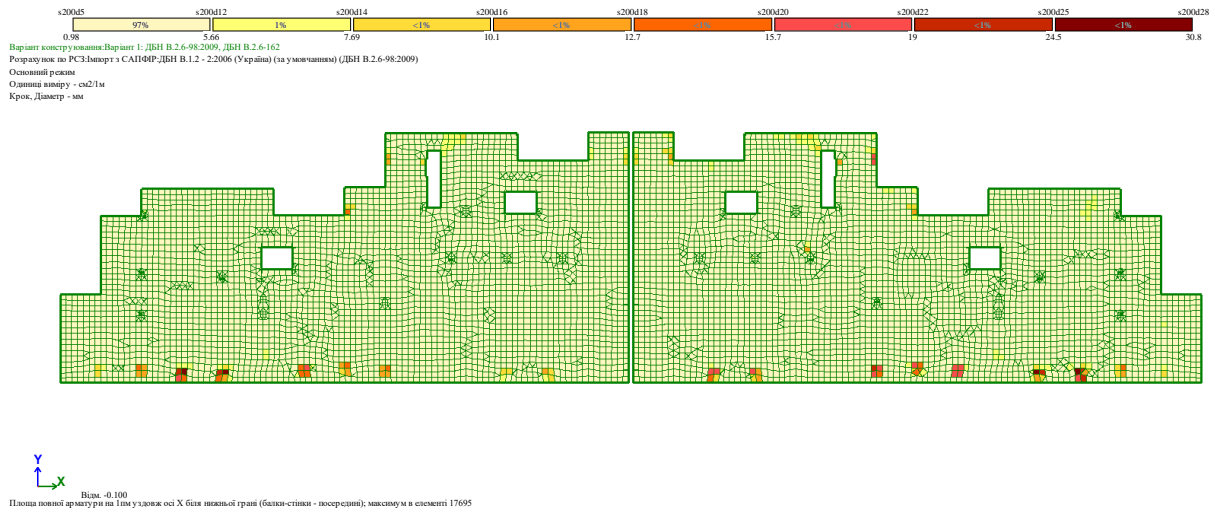 s200d5 s200d12 s200d14 s200d16 s200d18 s200d20 s200d22 s200d25 s200d28
97% 1% <1% <1% <1% <1% <1% <1%
0.98 5.66 7.69 10.1 12.7 15.7 19 24.5 30.8
Варіант конструювання:Варіант 1: ДБН В.2.6-98:2009, ДБН В.2.6-162
Розрахунок по РСЗ:Імпорт з САПФІР:ДБН В.1.2 - 2:2006 (Україна) (за умовчанням) (ДБН В.2.6-98:2009)
Основний режим
Одиниці виміру - см2/1м
Крок, Діаметр - мм
Y
X
Відм. -0.100
Площа повної арматури на 1пм уздовж осі X біля нижньої грані (балки-стінки - посередині); максимум в елементі 17695